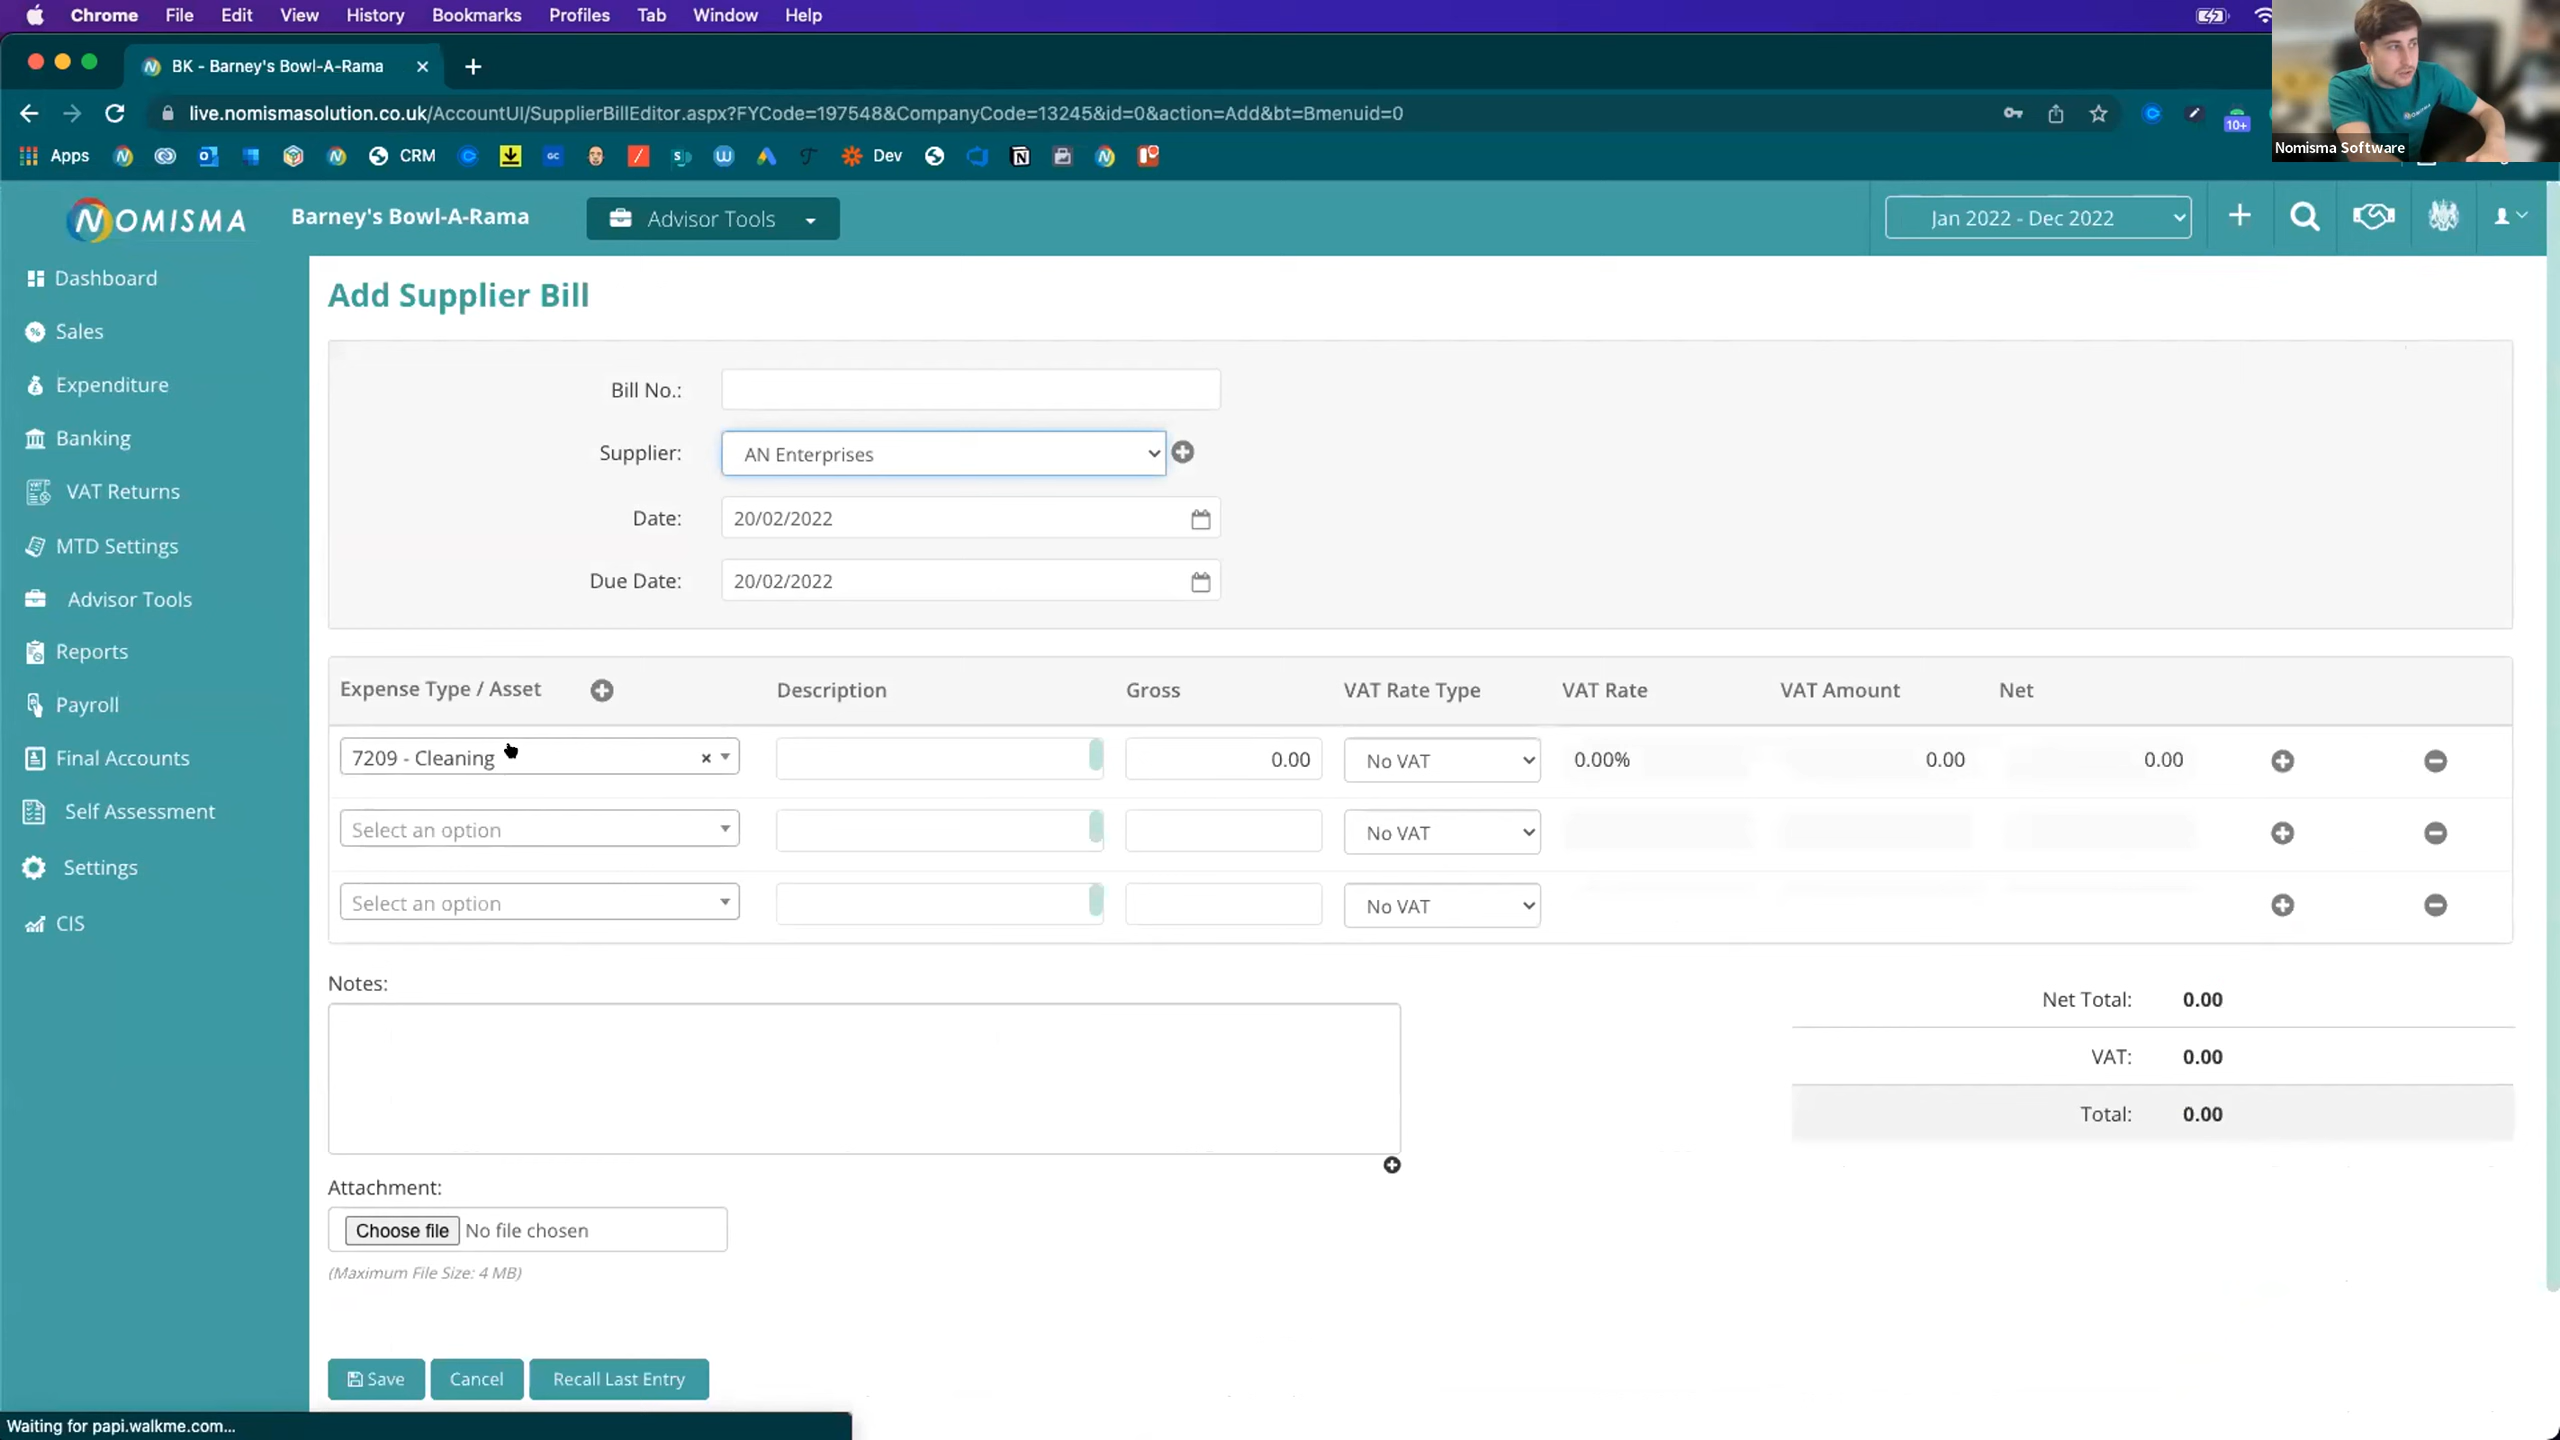 Chrome File Edit View History Bookmarks Profiles Tab Window Help
BK - Barney's Bowl-A-Rama
live.nomismasolution.co.uk/AccountUI/SupplierBillEditor.aspx?FYCode=197548&CompanyCode=13245&id=0&action=Add&bt=Bmenuid=0
10+
Apps CRM GC Dev
Nomisma Software
NOMISMA Barney's Bowl-A-Rama Advisor Tools Jan 2022 - Dec 2022
Dashboard
Sales
Expenditure
Banking
VAT Returns
MTD Settings
Advisor Tools
Reports
Payroll
Final Accounts
Self Assessment
Settings
CIS
Add Supplier Bill
Bill No.:
Supplier: AN Enterprises
Date: 20/02/2022
Due Date: 20/02/2022
Expense Type / Asset Description Gross VAT Rate Type VAT Rate VAT Amount Net
7209 - Cleaning × 0.00 No VAT 0.00% 0.00 0.00
Select an option No VAT
Select an option No VAT
Notes:
Net Total: 0.00
VAT: 0.00
Total: 0.00
Attachment:
Choose file No file chosen
(Maximum File Size: 4 MB)
Save Cancel Recall Last Entry
Waiting for papi.walkme.com...